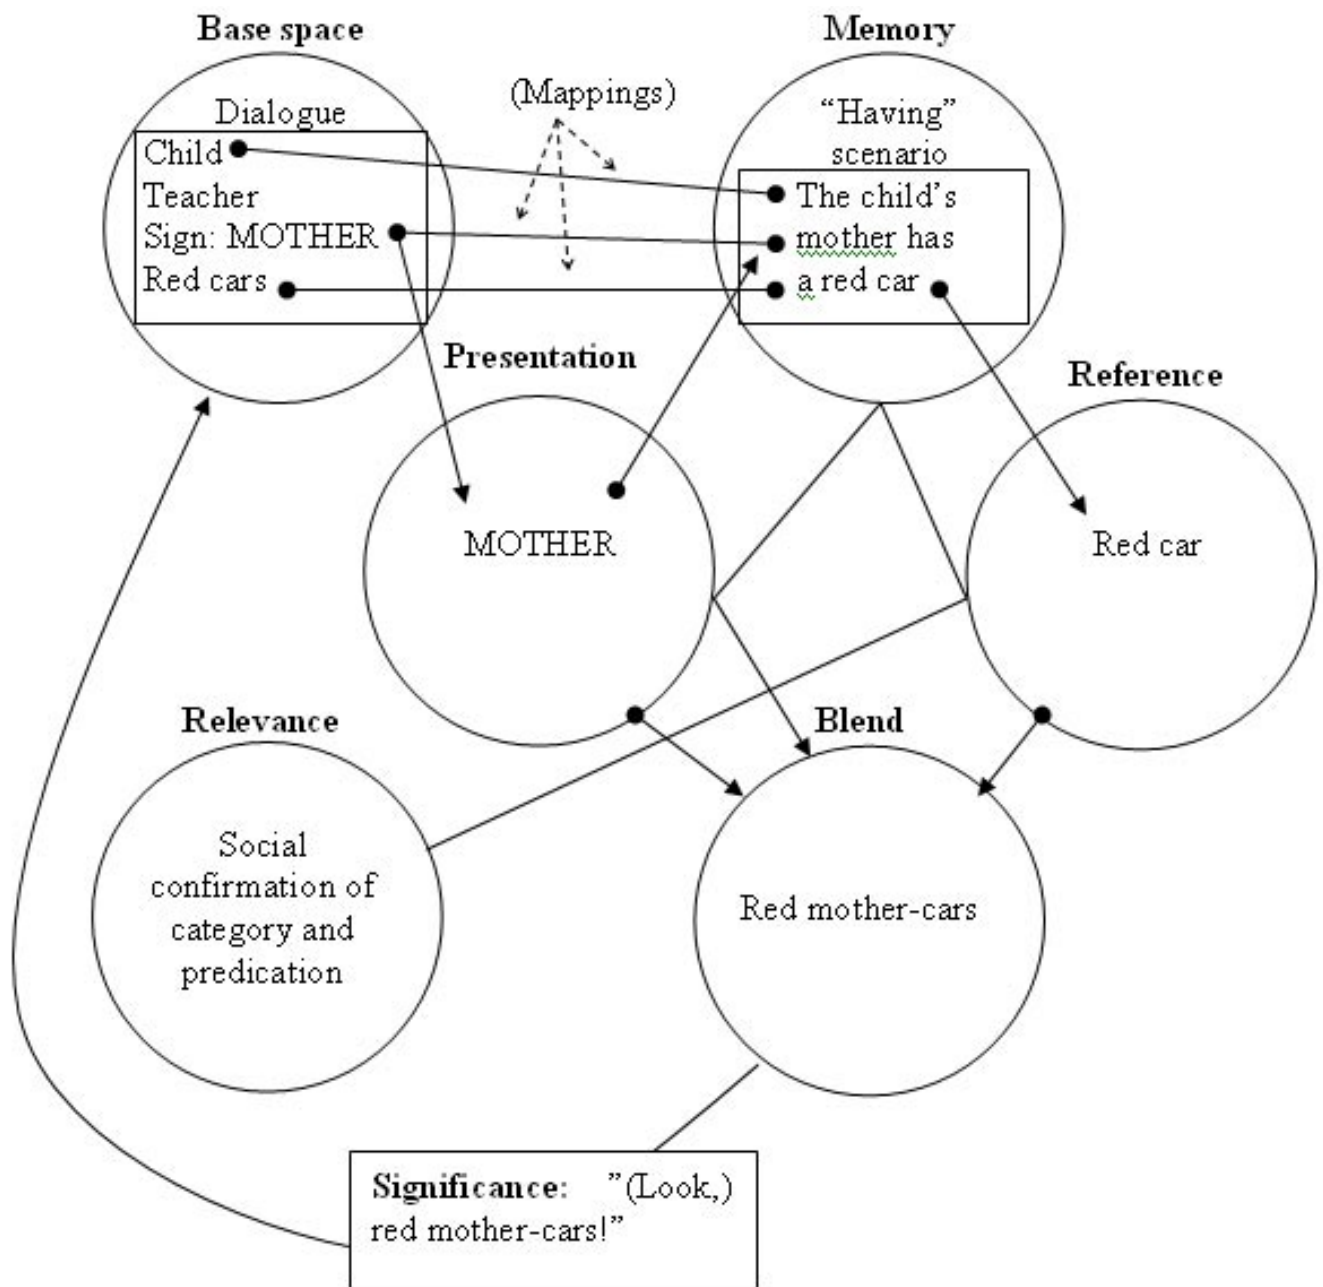 Base space
Memory
(Mappings)
Dialogue
Child
Teacher
Sign: MOTHER
Red cars
“Having”
scenario
The child’s
mother has
a red car
Presentation
Reference
MOTHER
Red car
Relevance
Blend
Social
confirmation of
category and
predication
Red mother-cars
Significance: ”(Look,)
red mother-cars!”